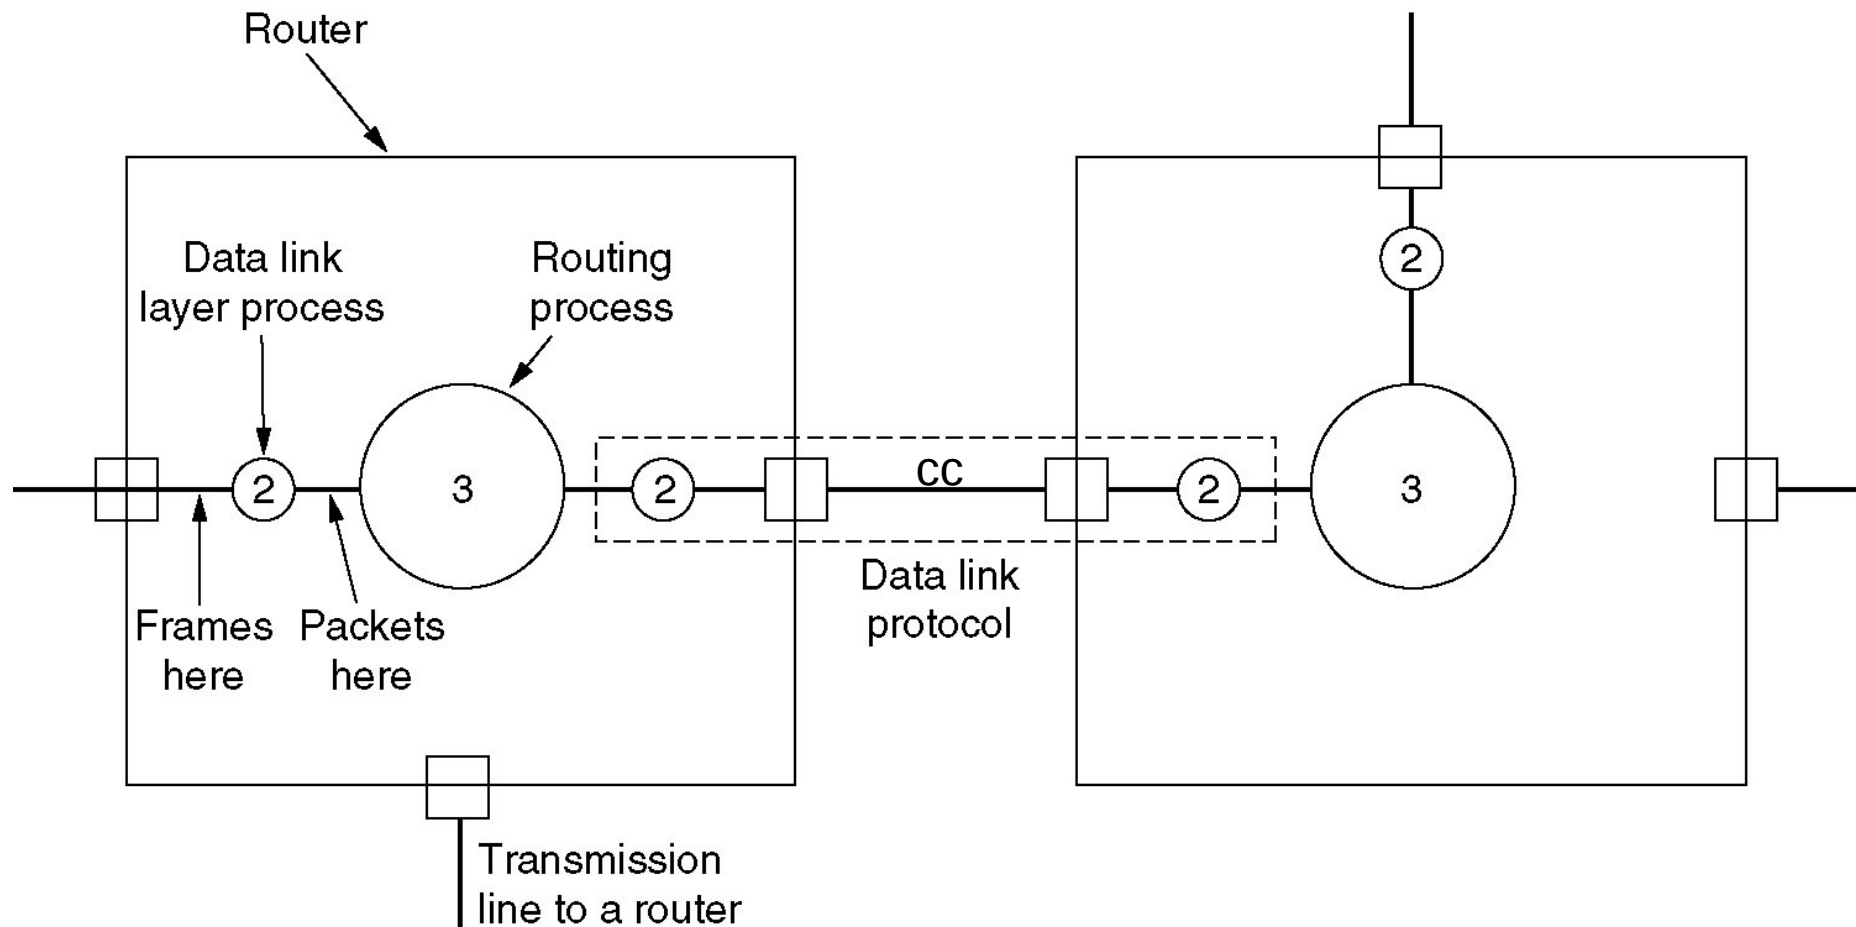 Router
Data link
layer process
Routing
process
2
2
3
2
CC
2
3
Data link
protocol
Frames
here
Packets
here
Transmission
line to a router